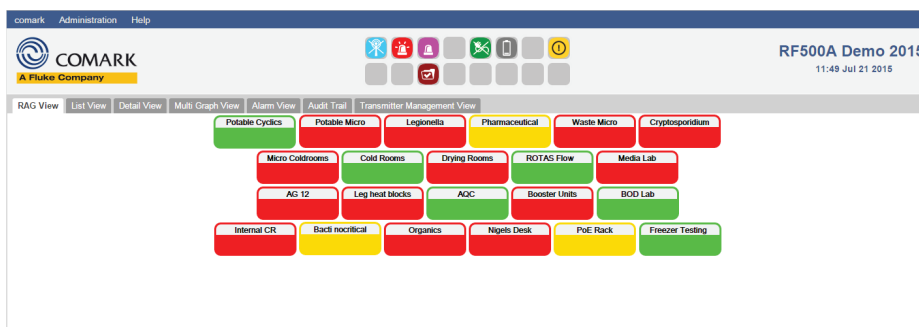 comark Administration Help
COMARK
A Fluke Company
RF500A Demo 2015
11:49 Jul 21 2015
RAG View List View Detail View Multi Graph View Alarm View Audit Trail Transmitter Management View
Potable Cyclics Potable Micro Legionella Pharmaceutical Waste Micro Cryptosporidium
Micro Coldrooms Cold Rooms Drying Rooms ROTAS Flow Media Lab
AG 12 Leg heat blocks AQC Booster Units BOD Lab
Internal CR Bacti nocritical Organics Nigels Desk PoE Rack Freezer Testing